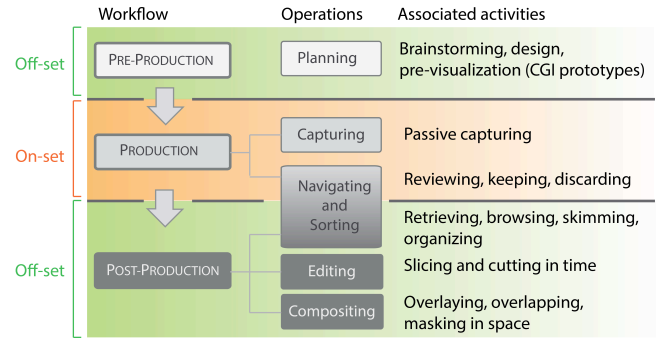 Workflow Operations Associated activities
Off-set
PRE-PRODUCTION
Planning
Brainstorming, design,
pre-visualization (CGI prototypes)
On-set
PRODUCTION
Capturing
Passive capturing
Navigating
and
Sorting
Reviewing, keeping, discarding
Retrieving, browsing, skimming,
organizing
Off-set
POST-PRODUCTION
Editing
Slicing and cutting in time
Compositing
Overlaying, overlapping,
masking in space